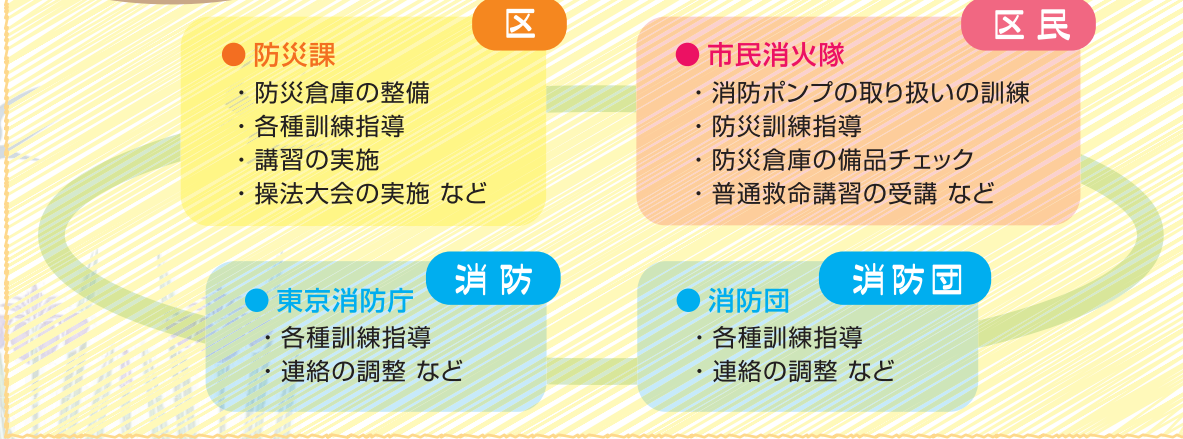 区
● 防災課
・防災倉庫の整備
・各種訓練指導
・講習の実施
・操法大会の実施 など
区民
● 市民消火隊
・消防ポンプの取り扱いの訓練
・防災訓練指導
・防災倉庫の備品チェック
・普通救命講習の受講 など
消防
● 東京消防庁
・各種訓練指導
・連絡の調整 など
消防団
● 消防団
・各種訓練指導
・連絡の調整 など